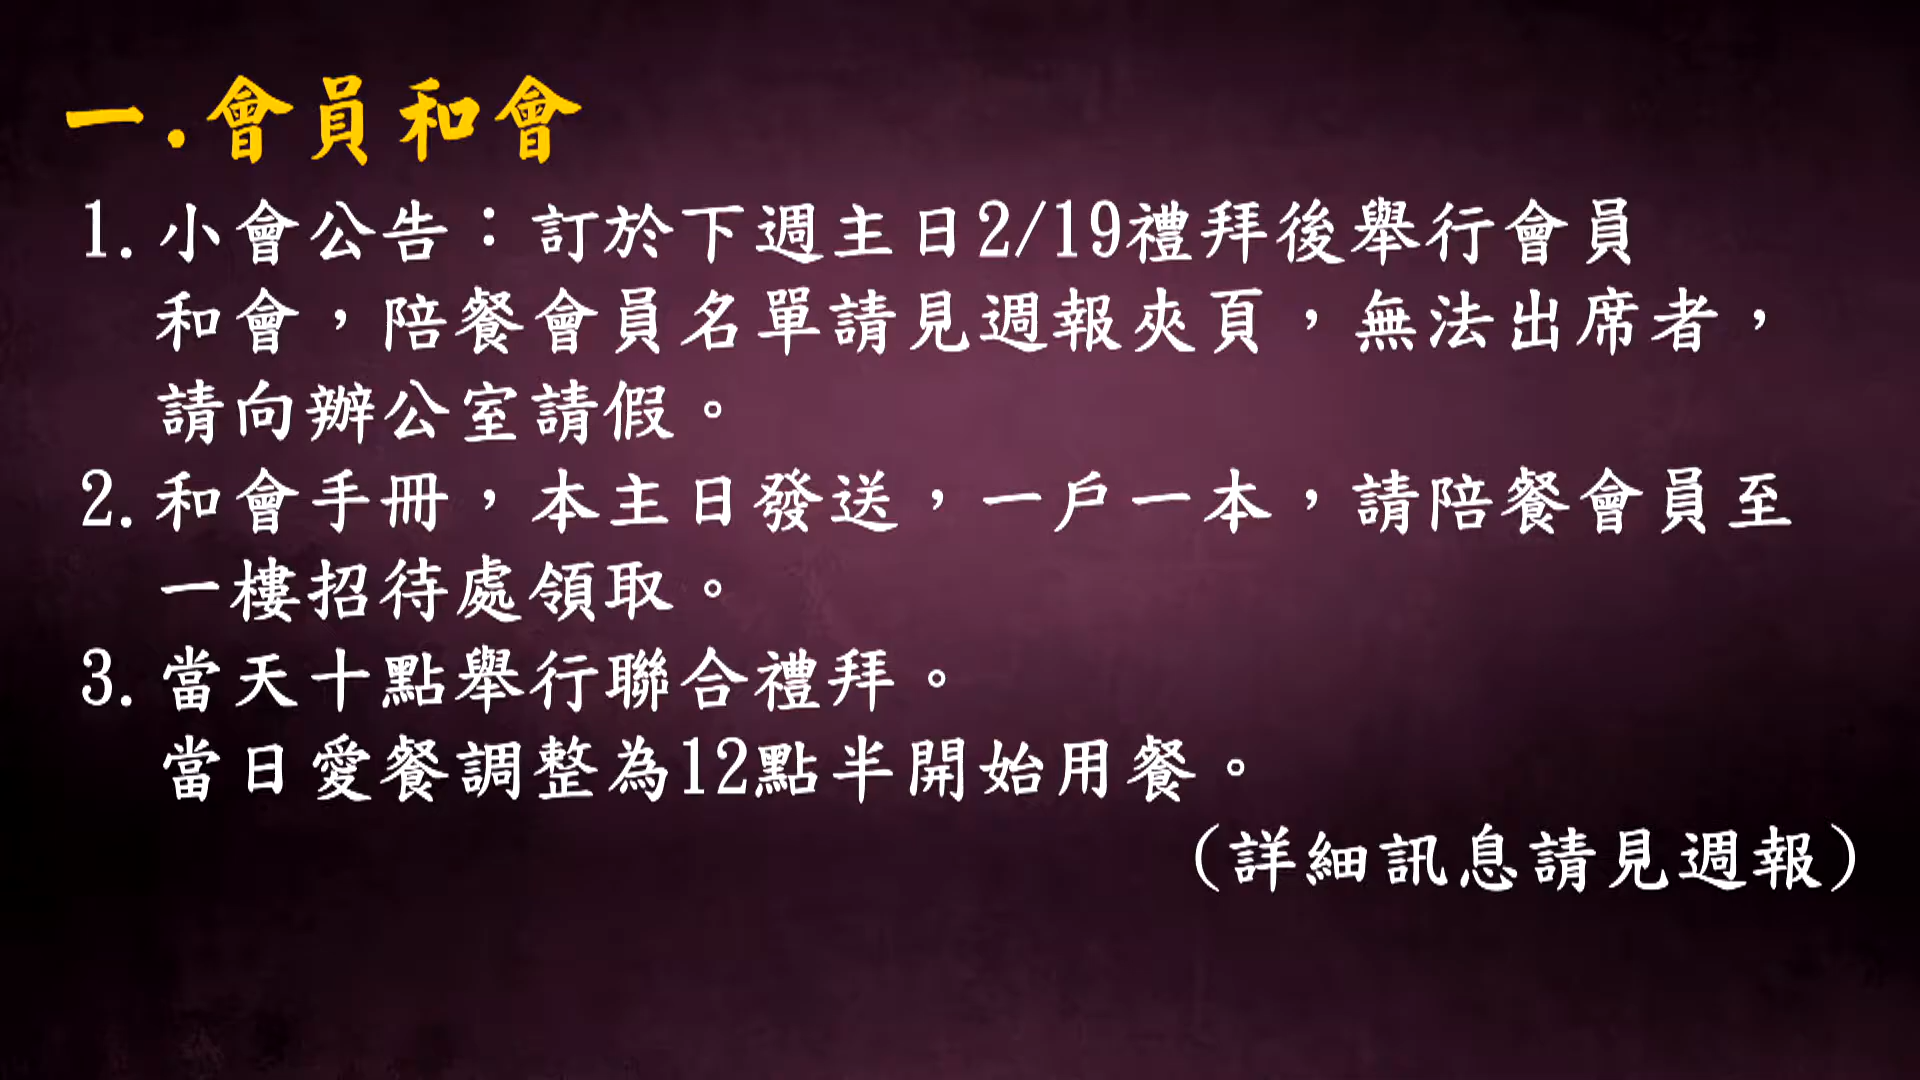 一.會員和會
1.小會公告：訂於下週主日2/19禮拜後舉行會員
和會，陪餐會員名單請見週報夾頁，無法出席者，
請向辦公室請假。
2.和會手冊，本主日發送，一戶一本，請陪餐會員至
一樓招待處領取。
3.當天十點舉行聯合禮拜。
當日愛餐調整為12點半開始用餐。
(詳細訊息請見週報)